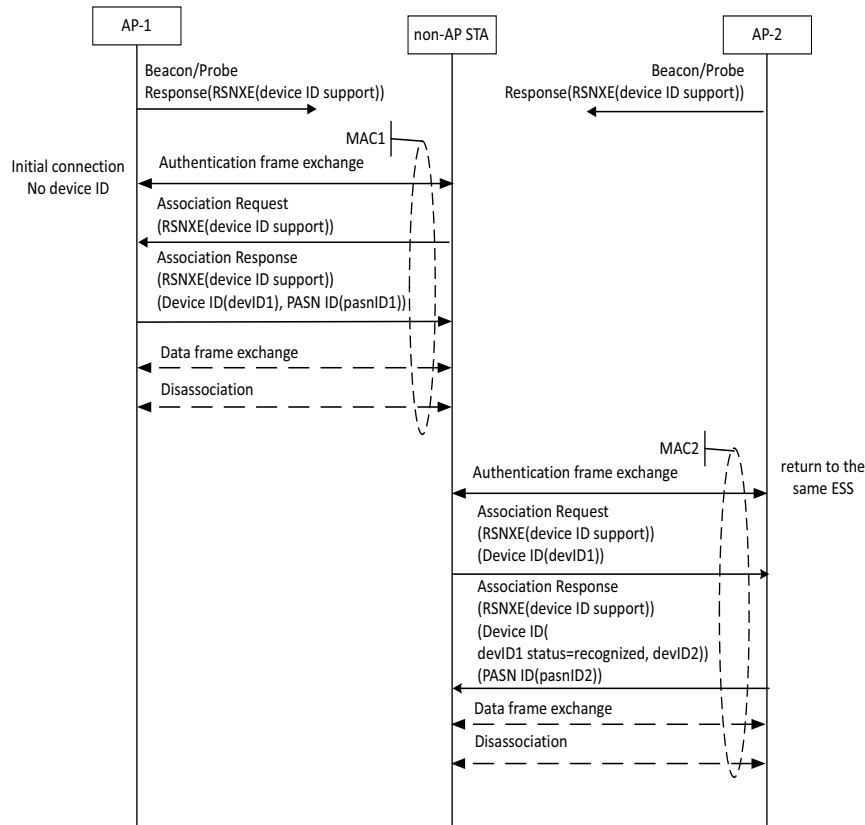 AP-1
non-AP STA
AP-2
Beacon/Probe
Response(RSNXE(device ID support))
Beacon/Probe
Response(RSNXE(device ID support))
MAC1
Initial connection
No device ID
Authentication frame exchange
Association Request
(RSNXE(device ID support))
Association Response
(RSNXE(device ID support))
(Device ID(devID1), PASN ID(pasnID1))
Data frame exchange
Disassociation
MAC2
return to the
same ESS
Authentication frame exchange
Association Request
(RSNXE(device ID support))
(Device ID(devID1))
Association Response
(RSNXE(device ID support))
(Device ID(
devID1 status=recognized, devID2))
(PASN ID(pasnID2))
Data frame exchange
Disassociation